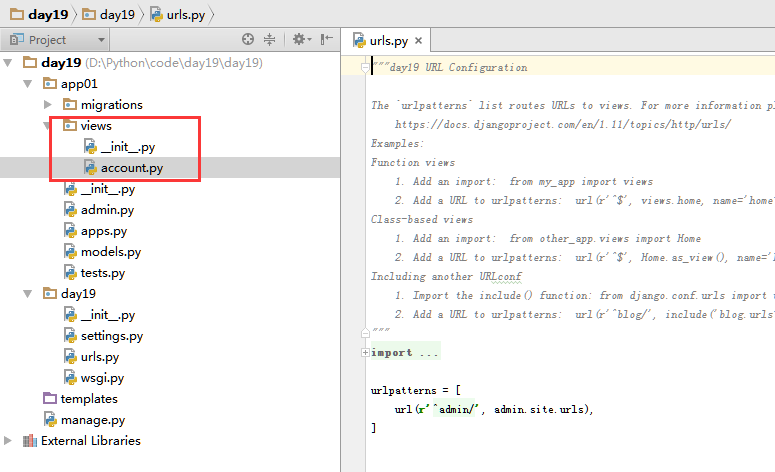 day19 day19 urls.py
Project
urls.py
day19 (D:\Python\code\day19\day19)
app01
migrations
views
__init__.py
account.py
__init__.py
admin.py
apps.py
models.py
tests.py
day19
__init__.py
settings.py
urls.py
wsgi.py
templates
manage.py
External Libraries
"""day19 URL Configuration
The `urlpatterns` list routes URLs to views. For more information pl
https://docs.djangoproject.com/en/1.11/topics/http/urls/
Examples:
Function views
1. Add an import:  from my_app import views
2. Add a URL to urlpatterns:  url(r'^$', views.home, name='home'
Class-based views
1. Add an import:  from other_app.views import Home
2. Add a URL to urlpatterns:  url(r'^$', Home.as_view(), name='
Including another URLconf
1. Import the include() function: from django.conf.urls import
2. Add a URL to urlpatterns:  url(r'^blog/', include('blog.urls'
"""
import ...
urlpatterns = [
url(r'^admin/', admin.site.urls),
]